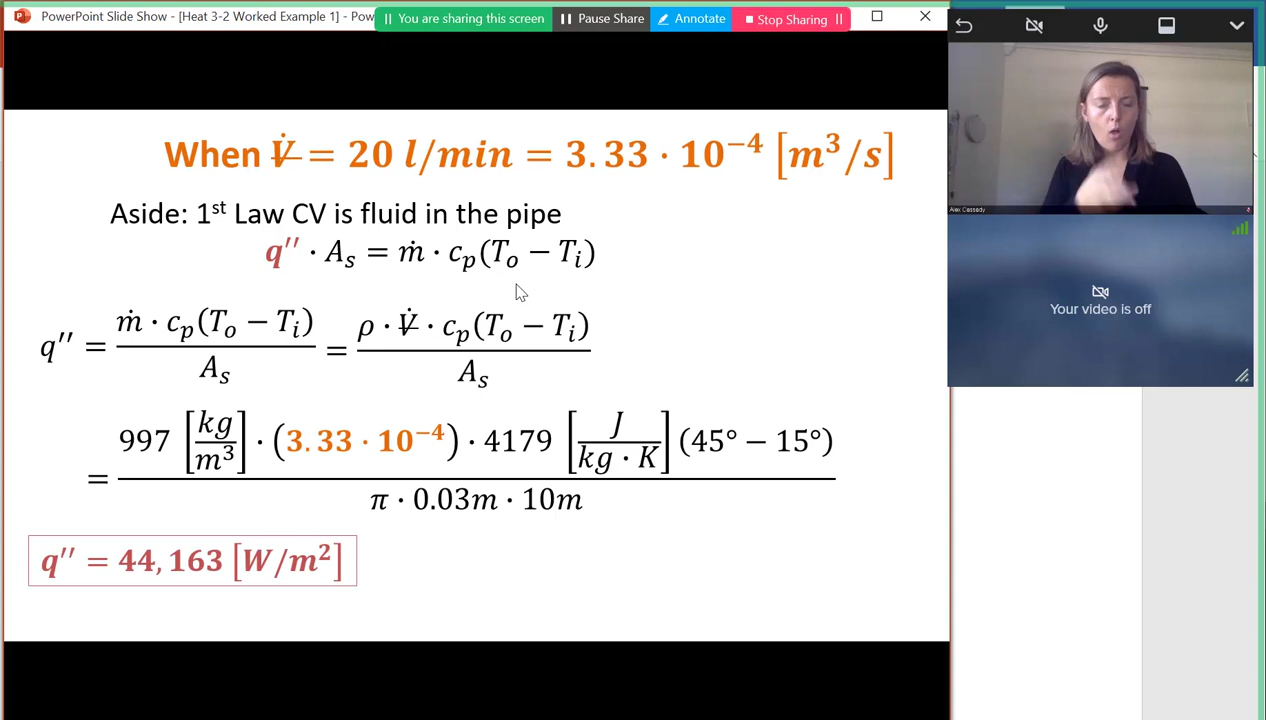 PowerPoint Slide Show - [Heat 3-2 Worked Example 1] - Pow
You are sharing this screen
Pause Share
Annotate
Stop Sharing
When V̶̇ = 20 l/min = 3.33 · 10⁻⁴ [m³/s]
Aside: 1st Law CV is fluid in the pipe
q′′ · Aₛ = ṁ · cₚ(Tₒ − Tᵢ)
q′′ = ṁ · cₚ(Tₒ − Tᵢ) / Aₛ = ρ · V̶̇ · cₚ(Tₒ − Tᵢ) / Aₛ
= 997 [kg/m³] · (3.33 · 10⁻⁴) · 4179 [J/kg · K] (45° − 15°) / π · 0.03m · 10m
q′′ = 44,163 [W/m²]
Alex Cassady
Your video is off